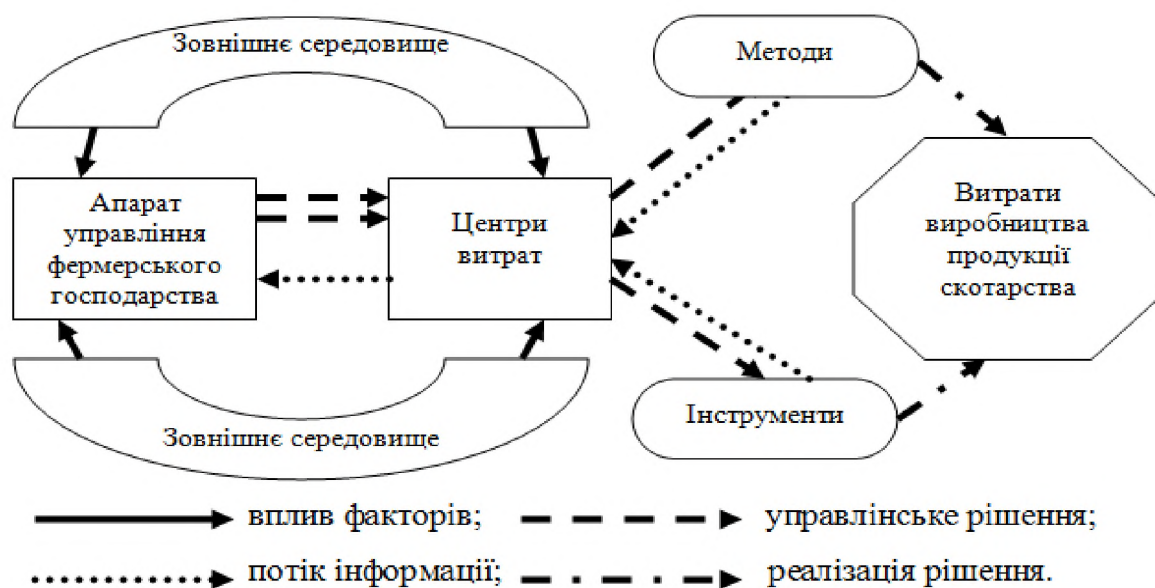 Зовнішнє середовище
Методи
Апарат
управління
фермерського
господарства
Центри
витрат
Витрати
виробництва
продукції
скотарства
Інструменти
Зовнішнє середовище
вплив факторів;
управлінське рішення;
потік інформації;
реалізація рішення.